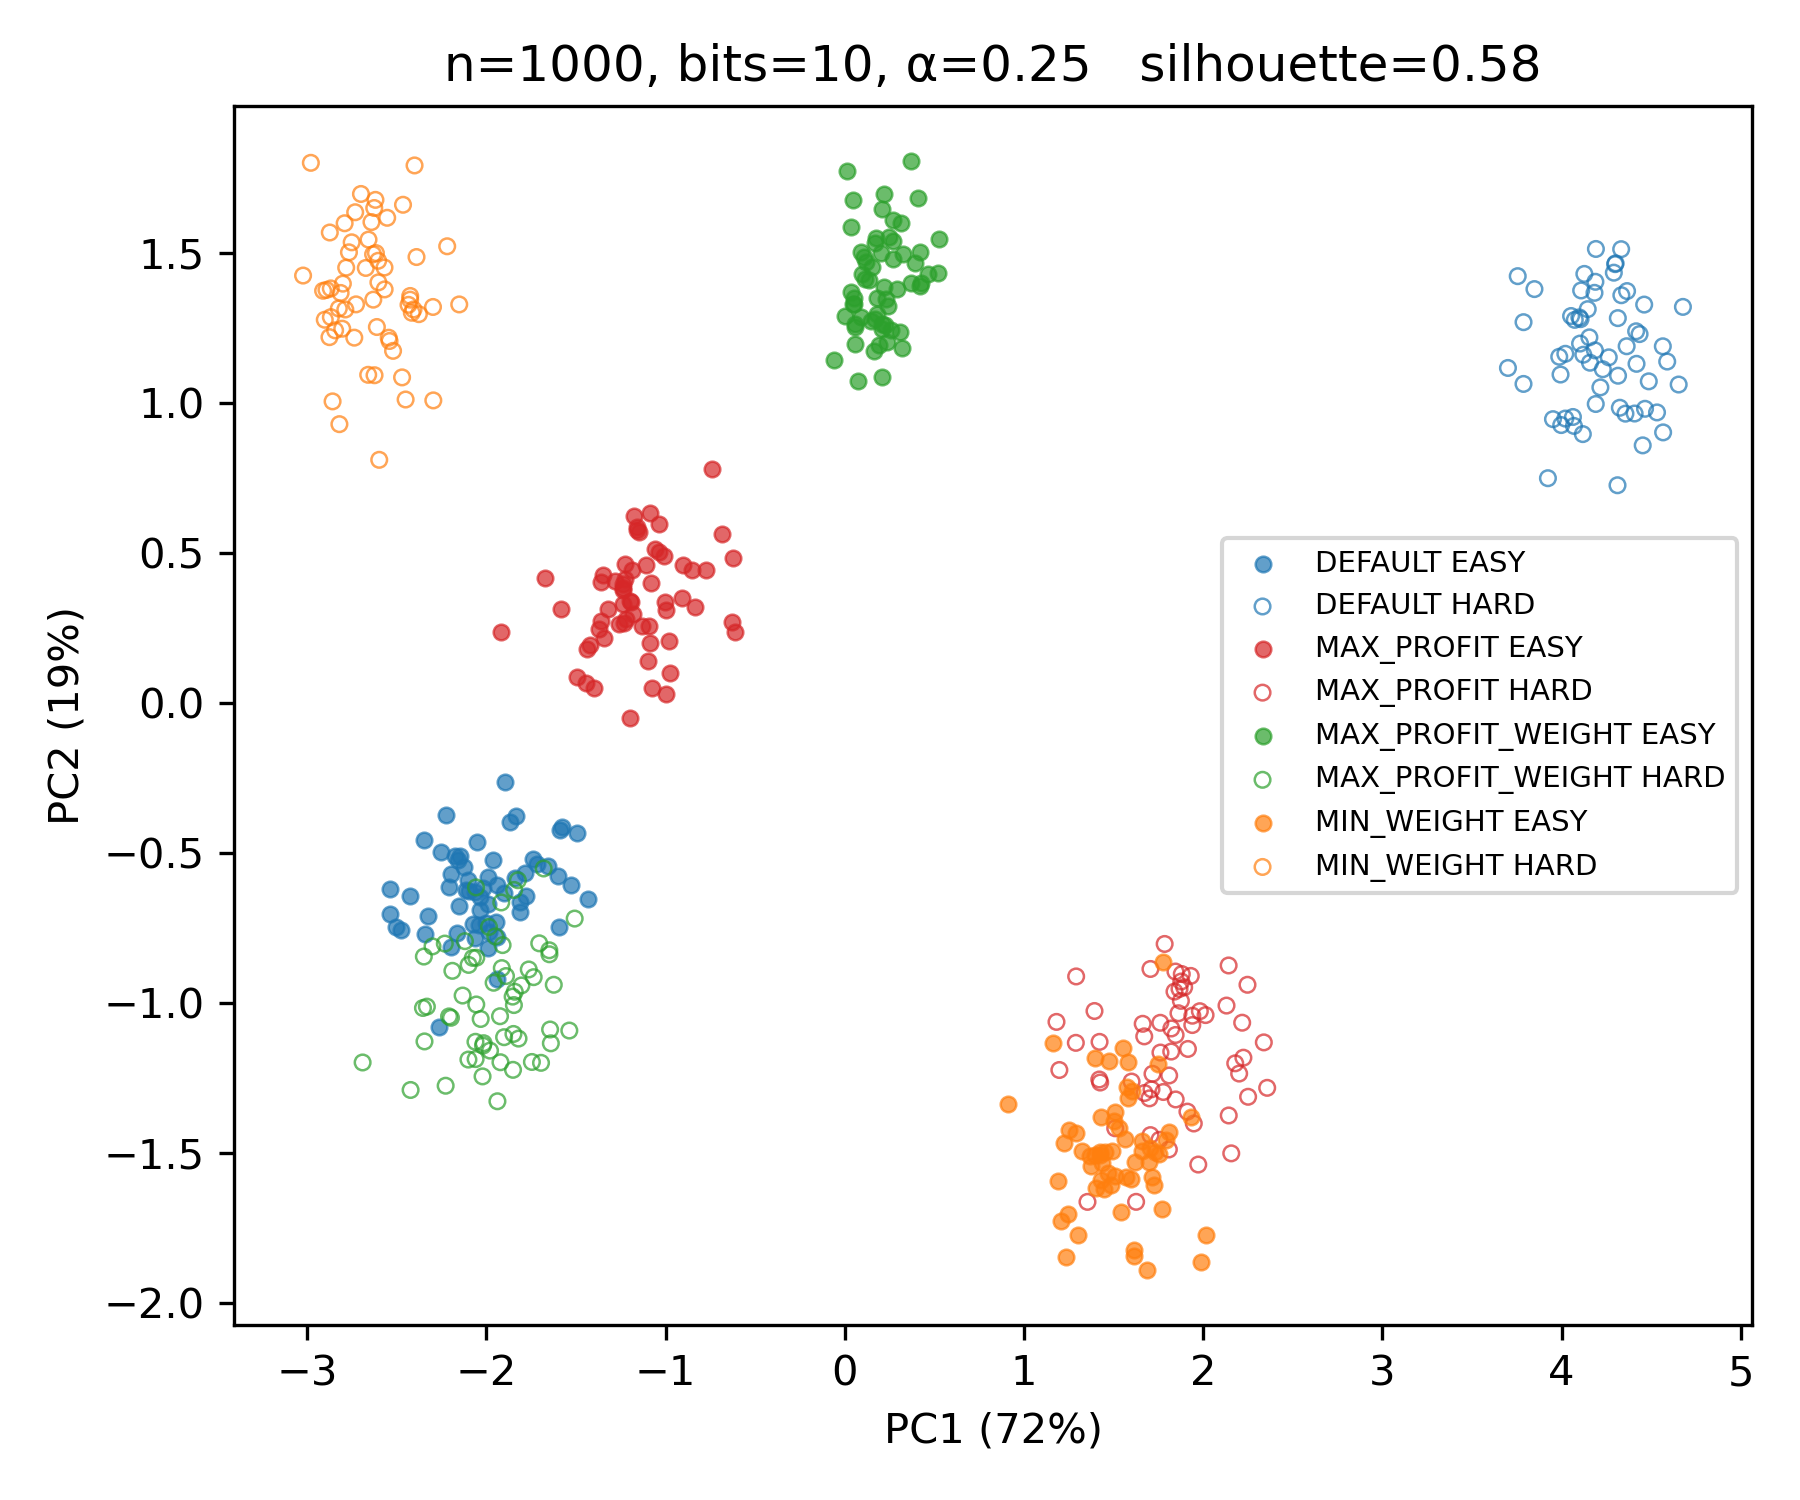 n=1000, bits=10, α=0.25   silhouette=0.58
PC2 (19%)
1.5
1.0
0.5
0.0
−0.5
−1.0
−1.5
−2.0
DEFAULT EASY
DEFAULT HARD
MAX_PROFIT EASY
MAX_PROFIT HARD
MAX_PROFIT_WEIGHT EASY
MAX_PROFIT_WEIGHT HARD
MIN_WEIGHT EASY
MIN_WEIGHT HARD
−3 −2 −1 0 1 2 3 4 5
PC1 (72%)